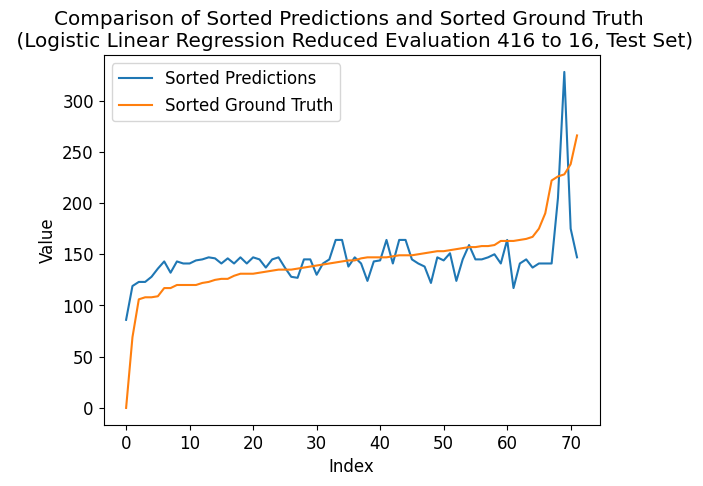 Comparison of Sorted Predictions and Sorted Ground Truth
(Logistic Linear Regression Reduced Evaluation 416 to 16, Test Set)
Sorted Predictions
Sorted Ground Truth
300
250
200
150
100
50
0
Value
0 10 20 30 40 50 60 70
Index